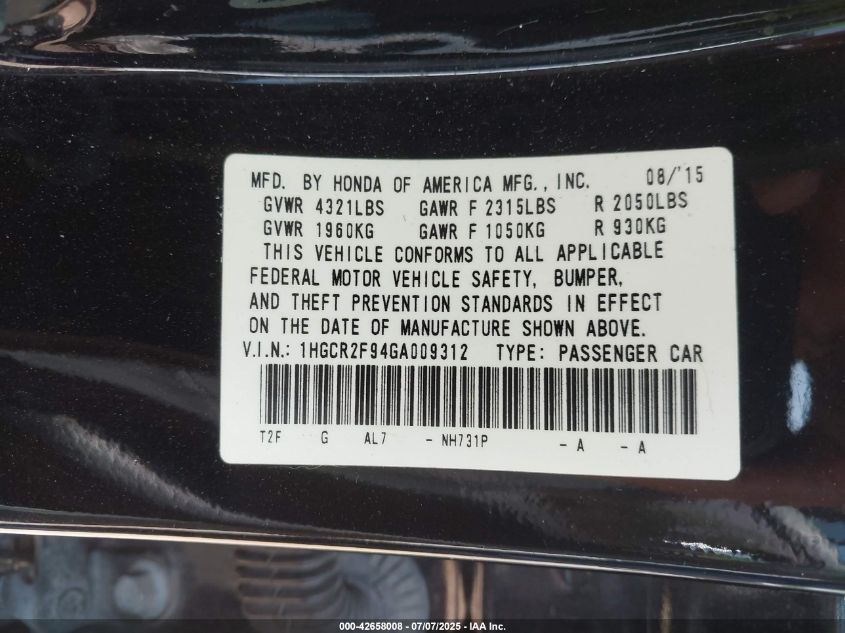 MFD. BY HONDA OF AMERICA MFG., INC. 08/'15
GVWR 4321LBS GAWR F 2315LBS R 2050LBS
GVWR 1960KG GAWR F 1050KG R 930KG
THIS VEHICLE CONFORMS TO ALL APPLICABLE
FEDERAL MOTOR VEHICLE SAFETY, BUMPER,
AND THEFT PREVENTION STANDARDS IN EFFECT
ON THE DATE OF MANUFACTURE SHOWN ABOVE.
V.I.N.: 1HGCR2F94GA009312 TYPE: PASSENGER CAR
T2F G AL7 - NH731P - A - A
000-42658008 - 07/07/2025 - IAA Inc.